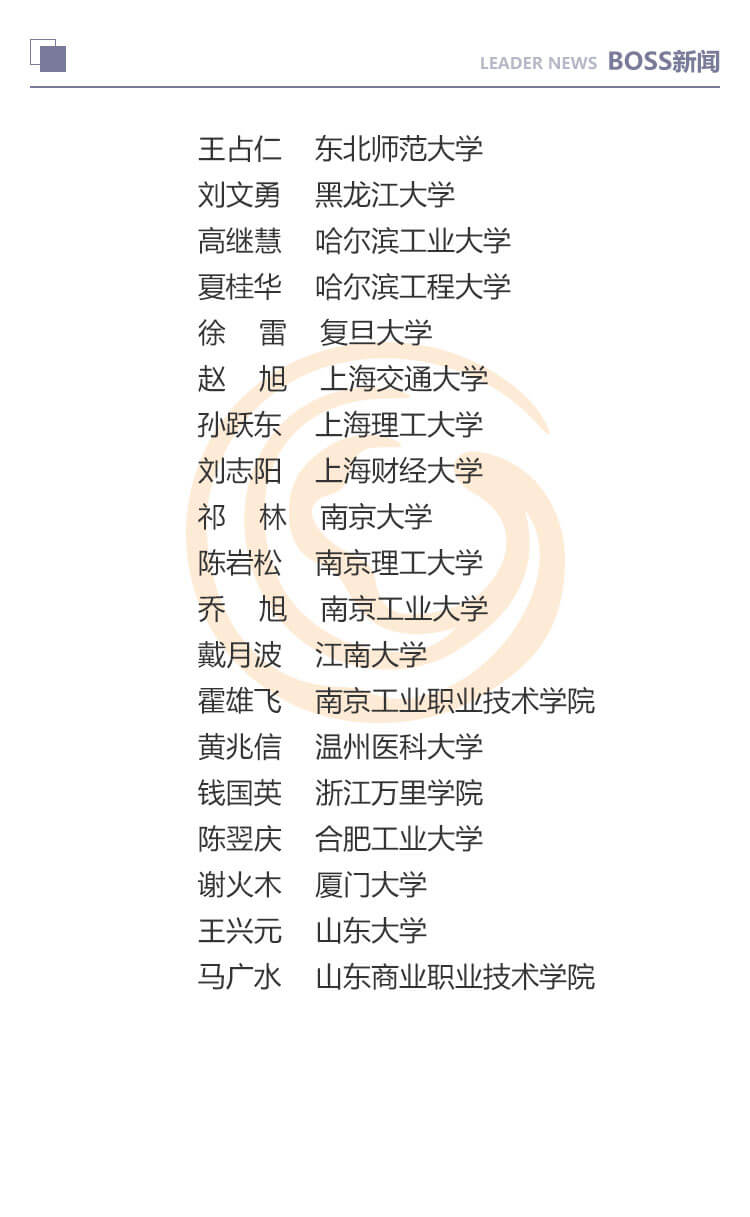 LEADER NEWS BOSS新闻
王占仁 东北师范大学
刘文勇 黑龙江大学
高继慧 哈尔滨工业大学
夏桂华 哈尔滨工程大学
徐 雷 复旦大学
赵 旭 上海交通大学
孙跃东 上海理工大学
刘志阳 上海财经大学
祁 林 南京大学
陈岩松 南京理工大学
乔 旭 南京工业大学
戴月波 江南大学
霍雄飞 南京工业职业技术学院
黄兆信 温州医科大学
钱国英 浙江万里学院
陈翌庆 合肥工业大学
谢火木 厦门大学
王兴元 山东大学
马广水 山东商业职业技术学院